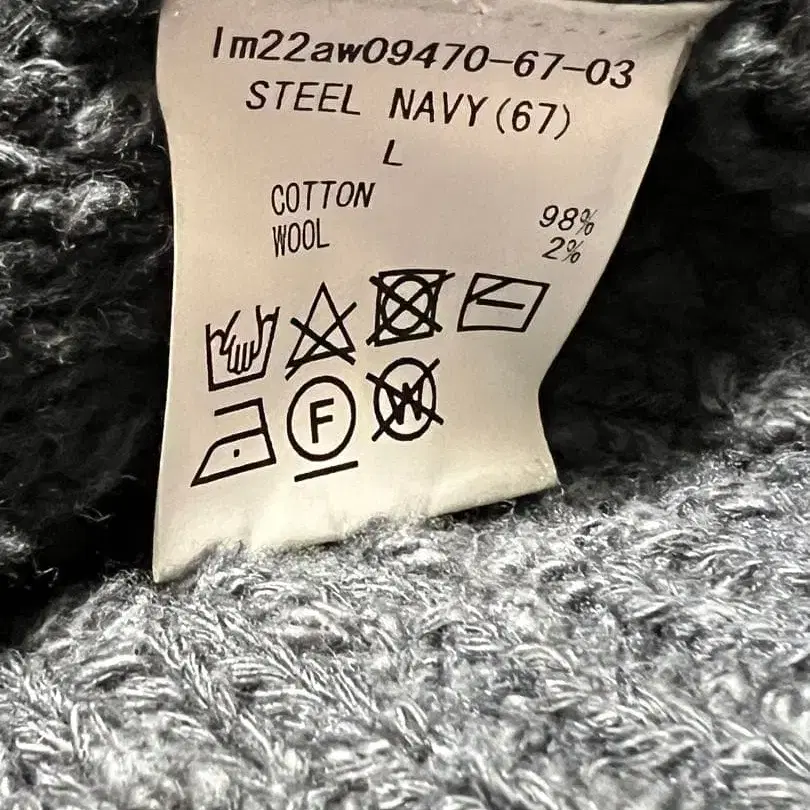 lm22aw09470-67-03
STEEL NAVY(67)
L
COTTON 98%
WOOL 2%
F
W